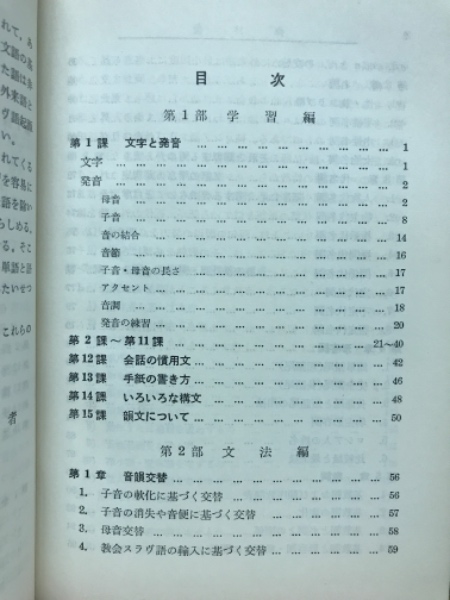 目次
第1部 学習編
第1課 文字と発音 … … … … … … … … 1
文字 … … … … … … … … … … … 1
発音 … … … … … … … … … … … 2
母音 … … … … … … … … … … 2
子音 … … … … … … … … … … 8
音の結合 … … … … … … … … … 14
音節 … … … … … … … … … … 16
子音・母音の長さ … … … … … … … … 17
アクセント … … … … … … … … … 17
音調 … … … … … … … … … … 18
発音の練習 … … … … … … … … … 20
第2課～第11課 … … … … … … … … 21～40
第12課 会話の慣用文 … … … … … … … 42
第13課 手紙の書き方 … … … … … … … 46
第14課 いろいろな構文 … … … … … … … 48
第15課 韻文について … … … … … … … 50
第2部 文法編
第1章 音韻交替 … … … … … … … … 56
1. 子音の軟化に基づく交替 … … … … … … … 56
2. 子音の消失や音便に基づく交替 … … … … … … 57
3. 母音交替 … … … … … … … … … … 58
4. 教会スラヴ語の輸入に基づく交替 … … … … … 59